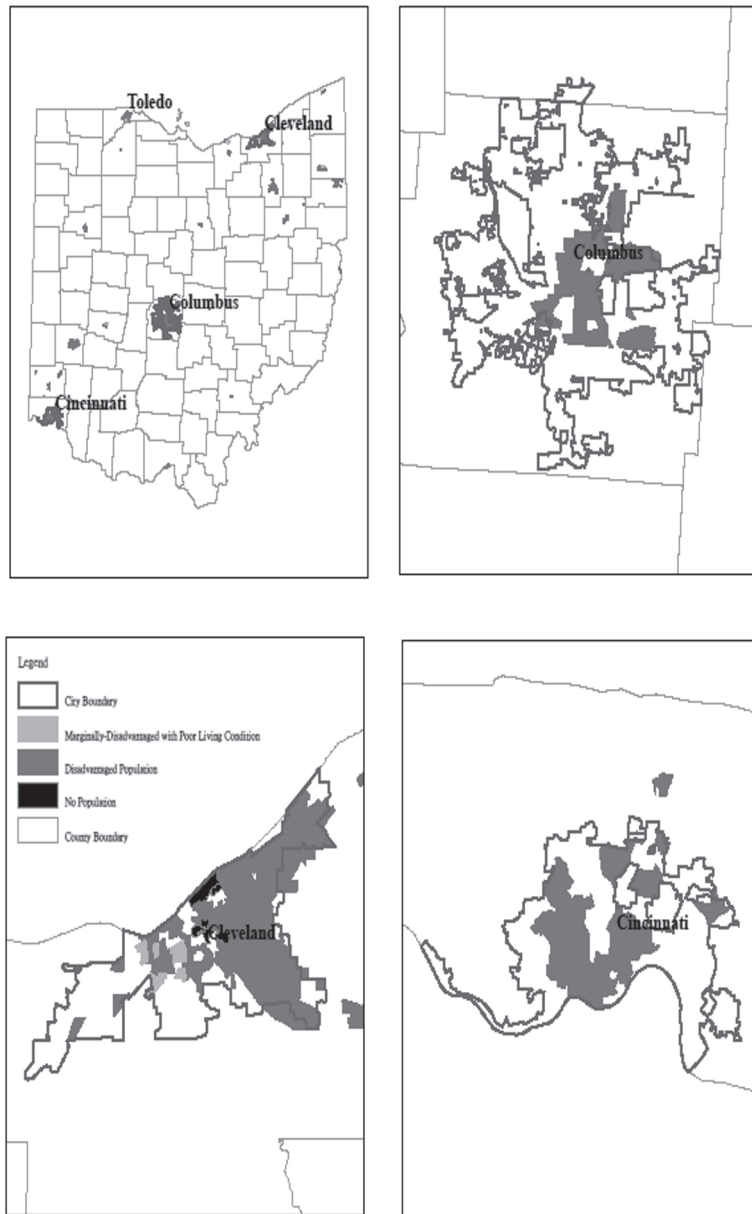 Toledo
Cleveland
Columbus
Cincinnati
Columbus
Legend
City Boundary
Marginally-Disadvantaged with Poor Living Condition
Disadvantaged Population
No Population
County Boundary
Cleveland
Cincinnati